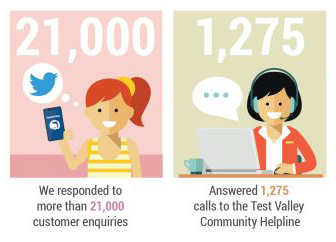 21,000
We responded to
more than 21,000
customer enquiries
1,275
Answered 1,275
calls to the Test Valley
Community Helpline